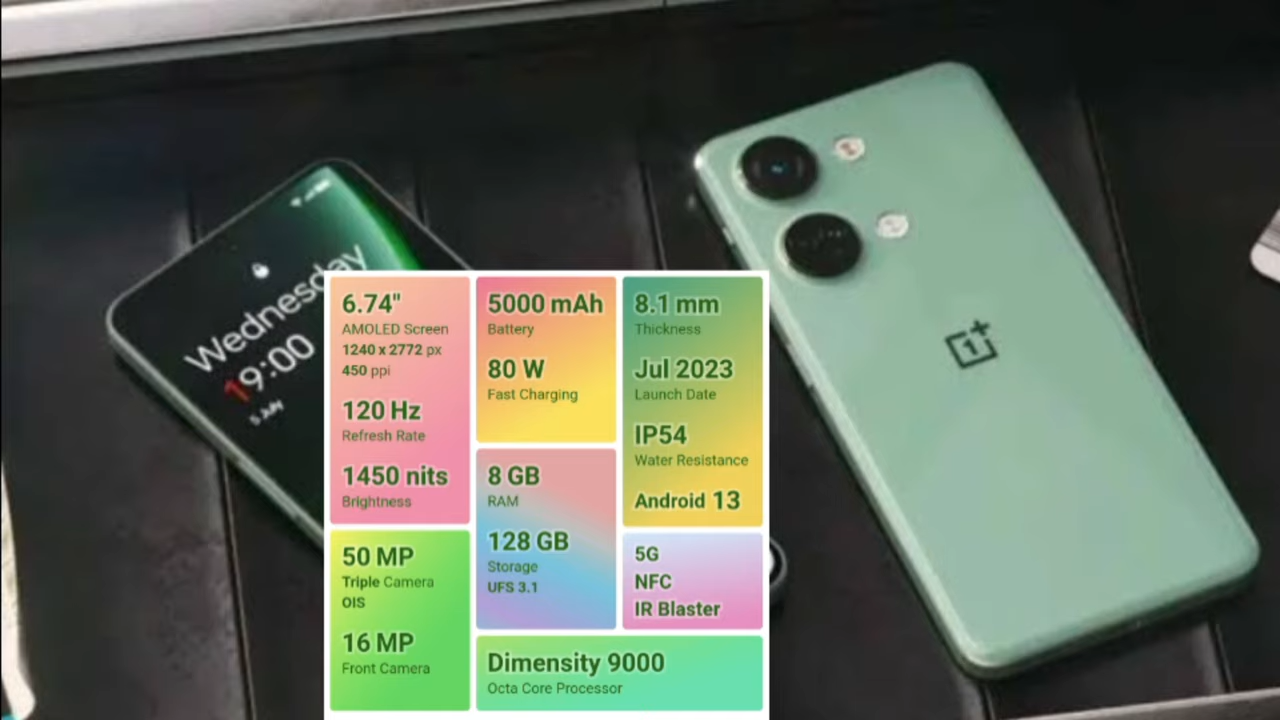 Wednesday
19:00
5 July
6.74"
AMOLED Screen
1240 x 2772 px
450 ppi
120 Hz
Refresh Rate
1450 nits
Brightness
50 MP
Triple Camera
OIS
16 MP
Front Camera
5000 mAh
Battery
80 W
Fast Charging
8 GB
RAM
128 GB
Storage
UFS 3.1
8.1 mm
Thickness
Jul 2023
Launch Date
IP54
Water Resistance
Android 13
5G
NFC
IR Blaster
Dimensity 9000
Octa Core Processor
1+